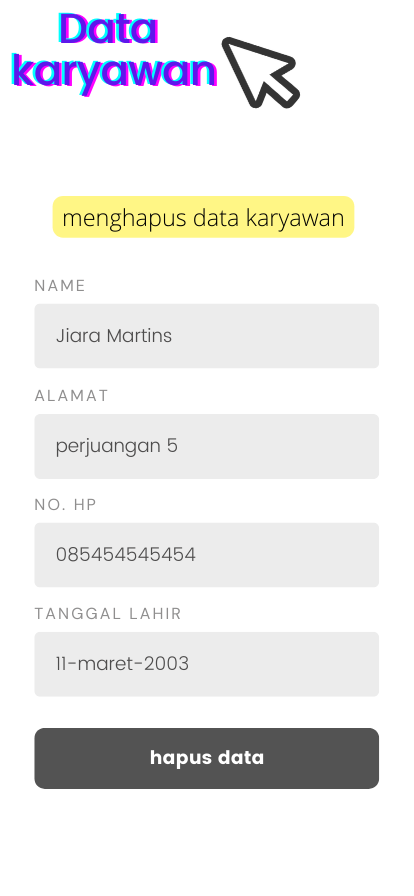 Data
karyawan
menghapus data karyawan
NAME
Jiara Martins
ALAMAT
perjuangan 5
NO. HP
085454545454
TANGGAL LAHIR
11-maret-2003
hapus data